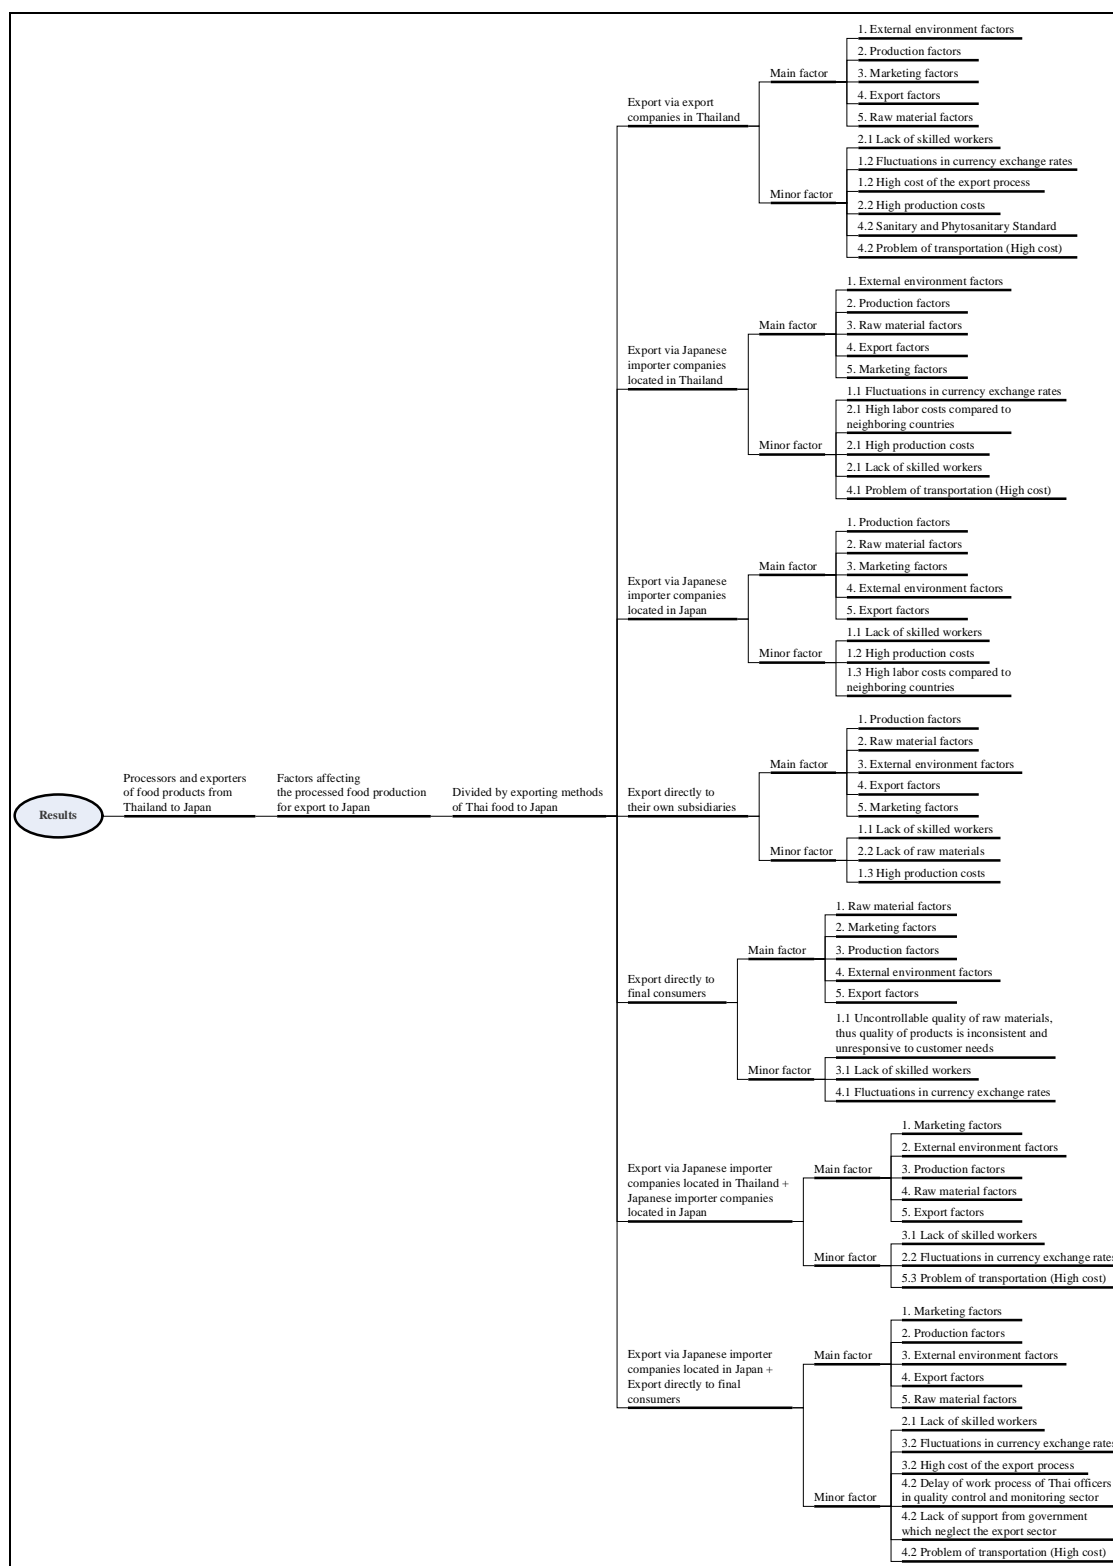 Results
Processors and exporters
of food products from
Thailand to Japan
Factors affecting
the processed food production
for export to Japan
Divided by exporting methods
of Thai food to Japan
Export via export
companies in Thailand
Main factor
1. External environment factors
2. Production factors
3. Marketing factors
4. Export factors
5. Raw material factors
Minor factor
2.1 Lack of skilled workers
1.2 Fluctuations in currency exchange rates
1.2 High cost of the export process
2.2 High production costs
4.2 Sanitary and Phytosanitary Standard
4.2 Problem of transportation (High cost)
Export via Japanese
importer companies
located in Thailand
Main factor
1. External environment factors
2. Production factors
3. Raw material factors
4. Export factors
5. Marketing factors
Minor factor
1.1 Fluctuations in currency exchange rates
2.1 High labor costs compared to
neighboring countries
2.1 High production costs
2.1 Lack of skilled workers
4.1 Problem of transportation (High cost)
Export via Japanese
importer companies
located in Japan
Main factor
1. Production factors
2. Raw material factors
3. Marketing factors
4. External environment factors
5. Export factors
Minor factor
1.1 Lack of skilled workers
1.2 High production costs
1.3 High labor costs compared to
neighboring countries
Export directly to
their own subsidiaries
Main factor
1. Production factors
2. Raw material factors
3. External environment factors
4. Export factors
5. Marketing factors
Minor factor
1.1 Lack of skilled workers
2.2 Lack of raw materials
1.3 High production costs
Export directly to
final consumers
Main factor
1. Raw material factors
2. Marketing factors
3. Production factors
4. External environment factors
5. Export factors
Minor factor
1.1 Uncontrollable quality of raw materials,
thus quality of products is inconsistent and
unresponsive to customer needs
3.1 Lack of skilled workers
4.1 Fluctuations in currency exchange rates
Export via Japanese importer
companies located in Thailand +
Japanese importer companies
located in Japan
Main factor
1. Marketing factors
2. External environment factors
3. Production factors
4. Raw material factors
5. Export factors
Minor factor
3.1 Lack of skilled workers
2.2 Fluctuations in currency exchange rates
5.3 Problem of transportation (High cost)
Export via Japanese importer
companies located in Japan +
Export directly to final
consumers
Main factor
1. Marketing factors
2. Production factors
3. External environment factors
4. Export factors
5. Raw material factors
Minor factor
2.1 Lack of skilled workers
3.2 Fluctuations in currency exchange rates
3.2 High cost of the export process
4.2 Delay of work process of Thai officers
in quality control and monitoring sector
4.2 Lack of support from government
which neglect the export sector
4.2 Problem of transportation (High cost)